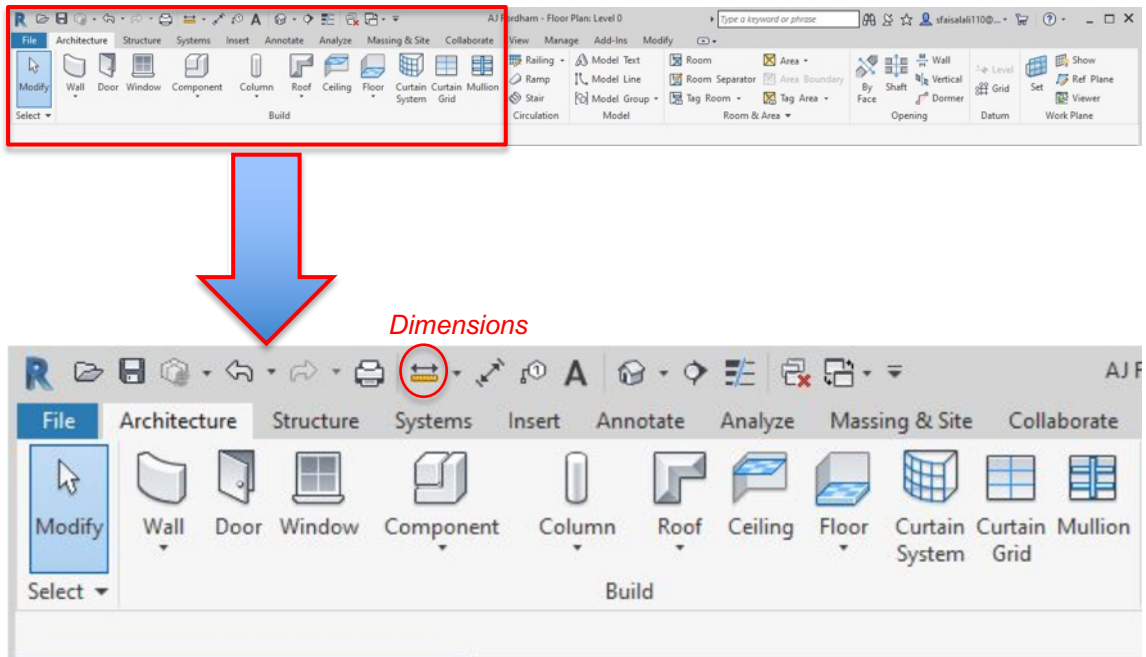 R A AJ Fordham - Floor Plan: Level 0 Type a keyword or phrase sfaisalali110@...
File Architecture Structure Systems Insert Annotate Analyze Massing & Site Collaborate View Manage Add-Ins Modify
Modify Wall Door Window Component Column Roof Ceiling Floor Curtain System Curtain Grid Mullion
Railing Model Text Room Area Wall Level Show
Ramp Model Line Room Separator Area Boundary By Face Shaft Vertical Grid Set Ref Plane
Stair Model Group Tag Room Tag Area Dormer Viewer
Select Build Circulation Model Room & Area Opening Datum Work Plane
Dimensions
R 1 A AJ F
File Architecture Structure Systems Insert Annotate Analyze Massing & Site Collaborate
Modify Wall Door Window Component Column Roof Ceiling Floor Curtain Curtain Mullion
System Grid
Select Build